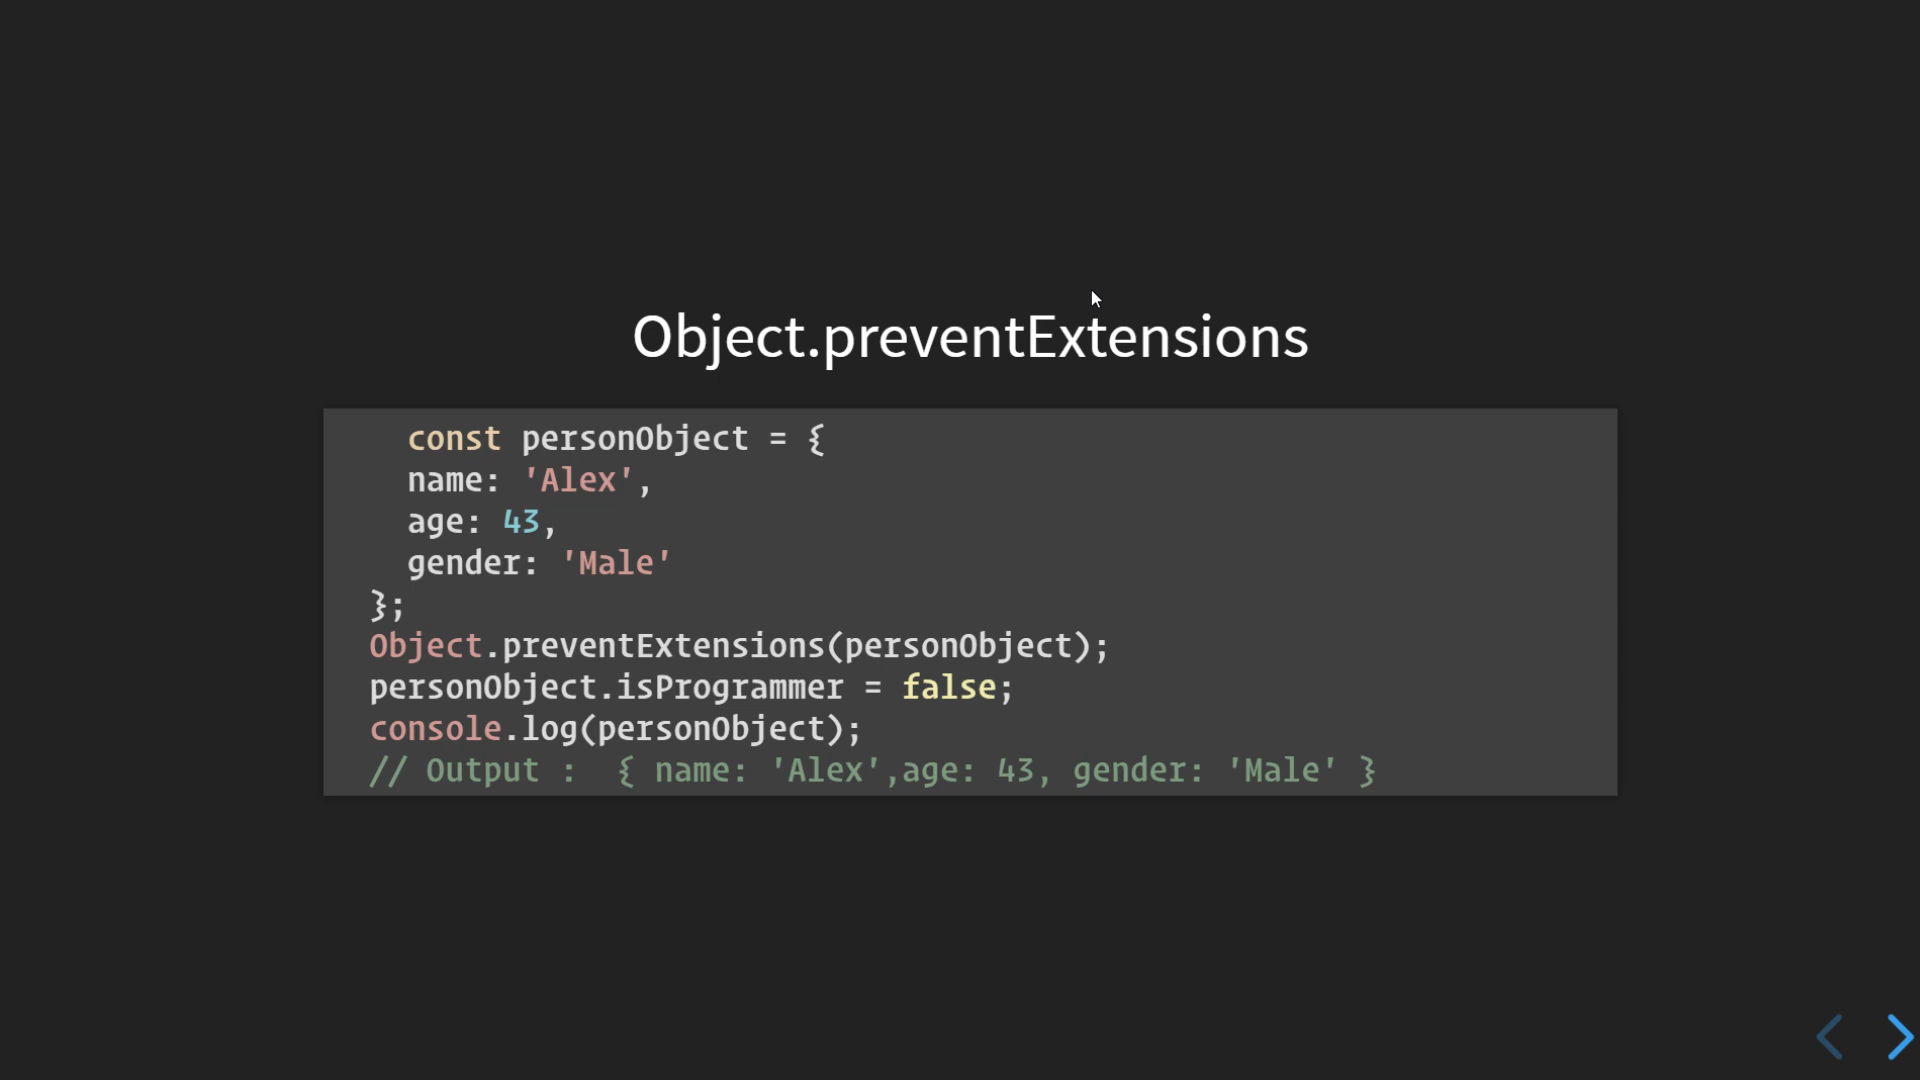 Object.preventExtensions
const personObject = {
name: 'Alex',
age: 43,
gender: 'Male'
};
Object.preventExtensions(personObject);
personObject.isProgrammer = false;
console.log(personObject);
// Output :  { name: 'Alex',age: 43, gender: 'Male' }